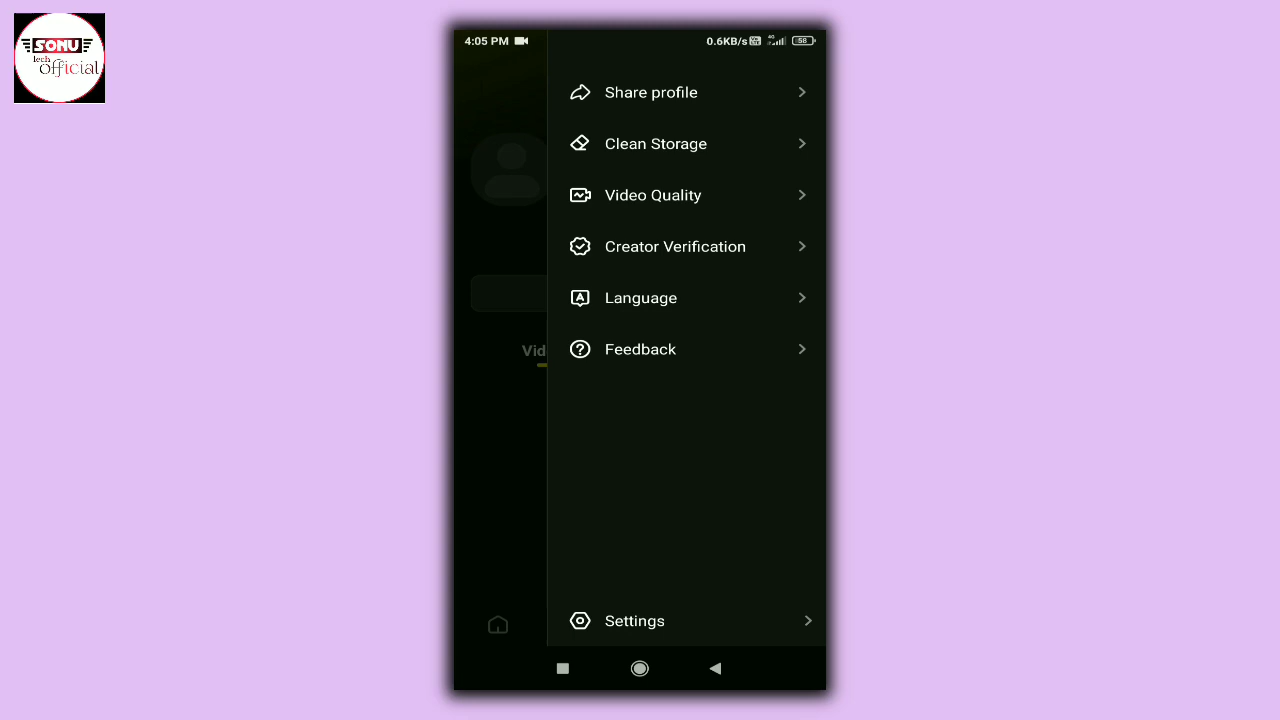 SONU
Tech
official
4:05 PM
0.6KB/s
4G
58
Share profile
Clean Storage
Video Quality
Creator Verification
Language
Feedback
Vid
Settings